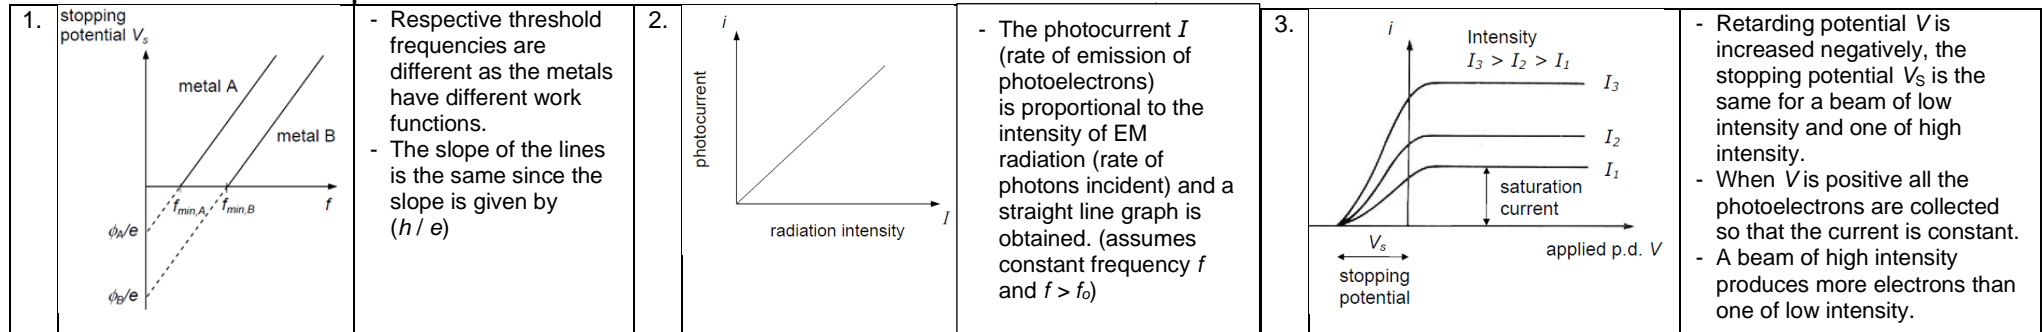 1.
stopping
potential Vs
metal A
metal B
fmin,A
fmin,B
f
ϕA/e
ϕB/e
- Respective threshold
frequencies are
different as the metals
have different work
functions.
- The slope of the lines
is the same since the
slope is given by
(h / e)
2.
i
photocurrent
I
radiation intensity
- The photocurrent I
(rate of emission of
photoelectrons)
is proportional to the
intensity of EM
radiation (rate of
photons incident) and a
straight line graph is
obtained. (assumes
constant frequency f
and f > fo)
3.
i
Intensity
I3 > I2 > I1
I3
I2
I1
saturation
current
Vs
applied p.d. V
stopping
potential
- Retarding potential V is
increased negatively, the
stopping potential VS is the
same for a beam of low
intensity and one of high
intensity.
- When V is positive all the
photoelectrons are collected
so that the current is constant.
- A beam of high intensity
produces more electrons than
one of low intensity.